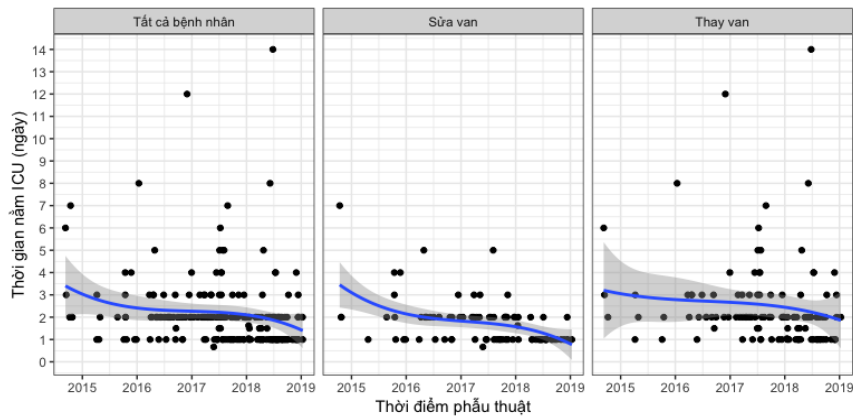 Tất cả bệnh nhân
Sửa van
Thay van
Thời gian nằm ICU (ngày)
14
13
12
11
10
9
8
7
6
5
4
3
2
1
0
2015 2016 2017 2018 2019
2015 2016 2017 2018 2019
2015 2016 2017 2018 2019
Thời điểm phẫu thuật